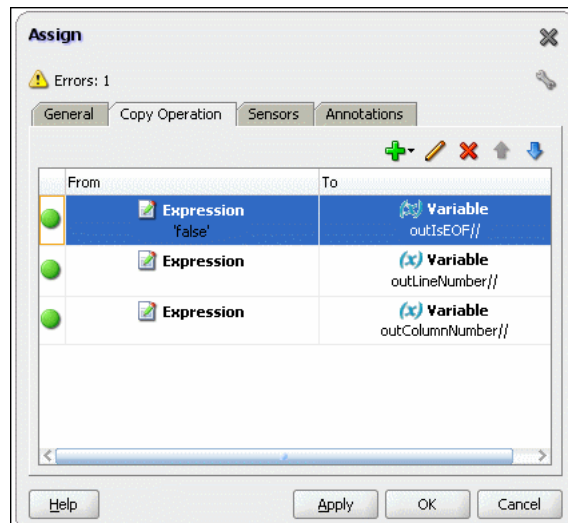 Assign
Errors: 1
General Copy Operation Sensors Annotations
From To
Expression (x) Variable
'false' outIsEOF//
Expression (x) Variable
outLineNumber//
Expression (x) Variable
outColumnNumber//
Help Apply OK Cancel